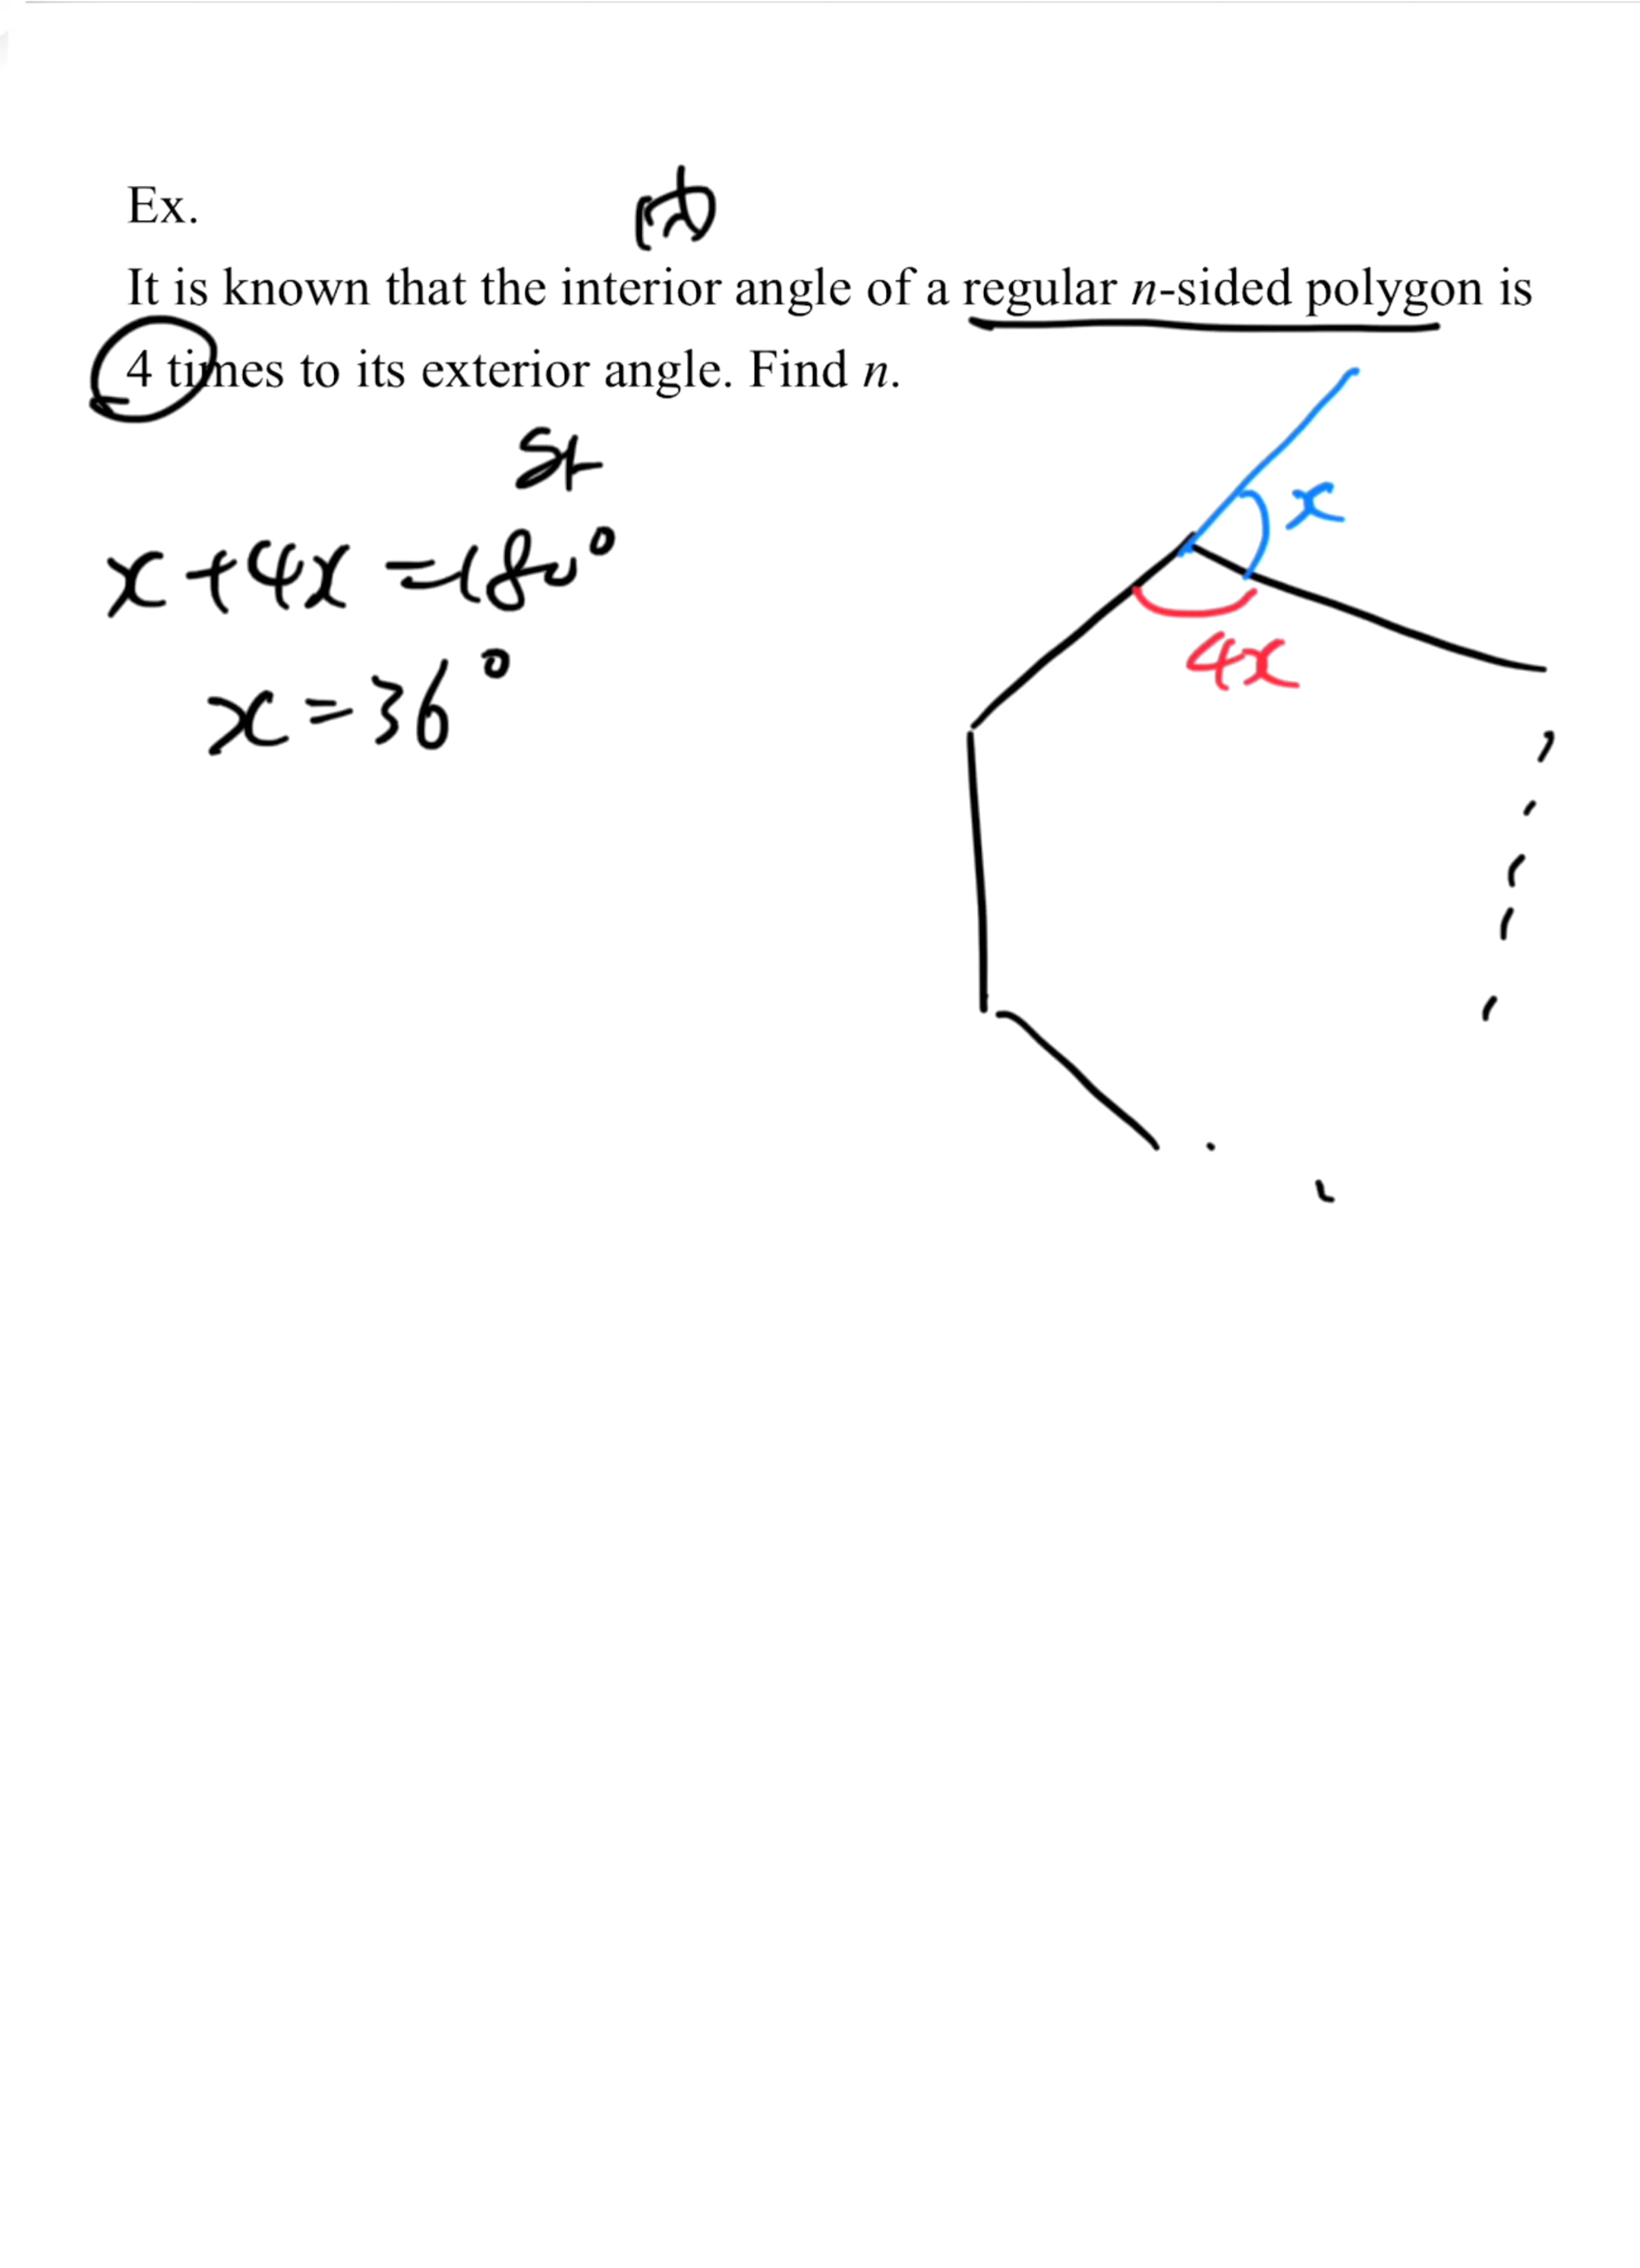 Ex.
内
It is known that the interior angle of a regular n-sided polygon is
4 times to its exterior angle. Find n.
外
x + 4x = 180°
x = 36°
x
4x